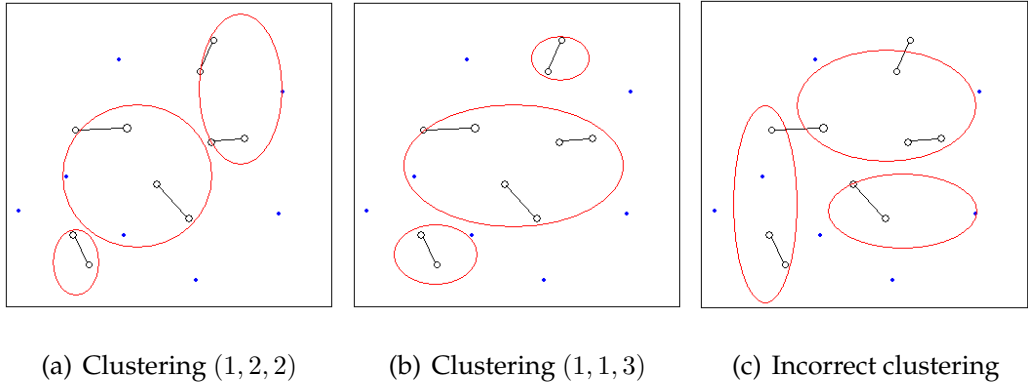 (a) Clustering (1, 2, 2)
(b) Clustering (1, 1, 3)
(c) Incorrect clustering